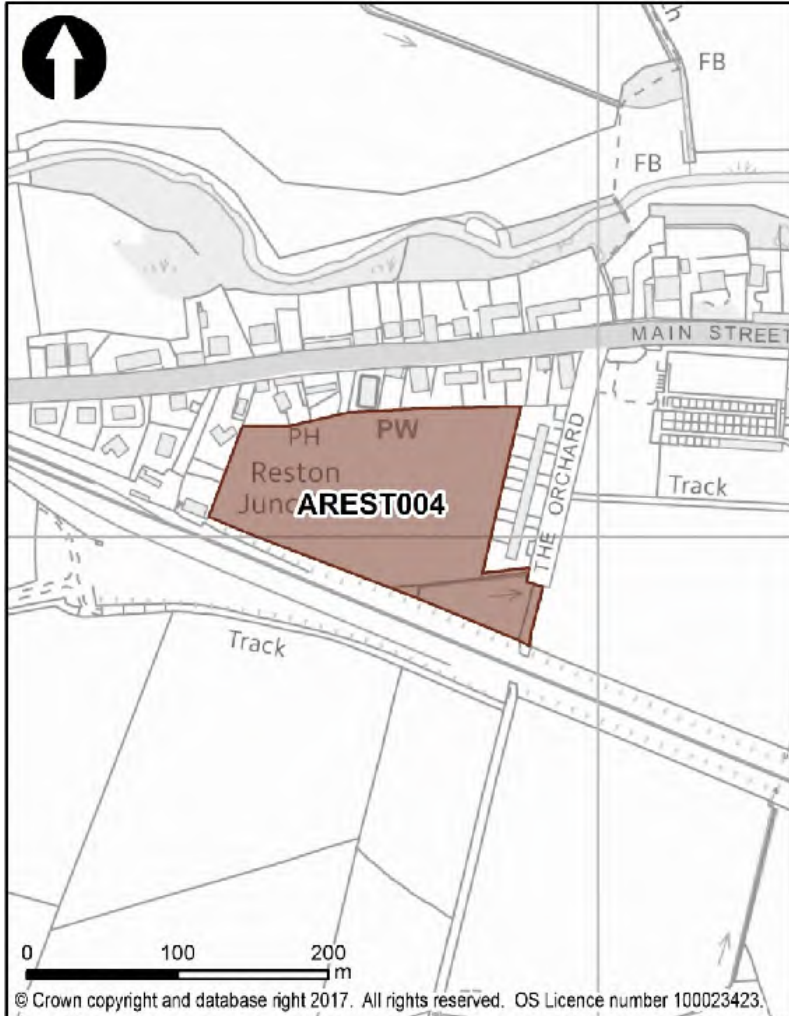 FB
FB
MAIN STREET
PH
PW
Reston
Junc
AREST004
THE ORCHARD
Track
Track
0 100 200
m
© Crown copyright and database right 2017. All rights reserved. OS Licence number 100023423.